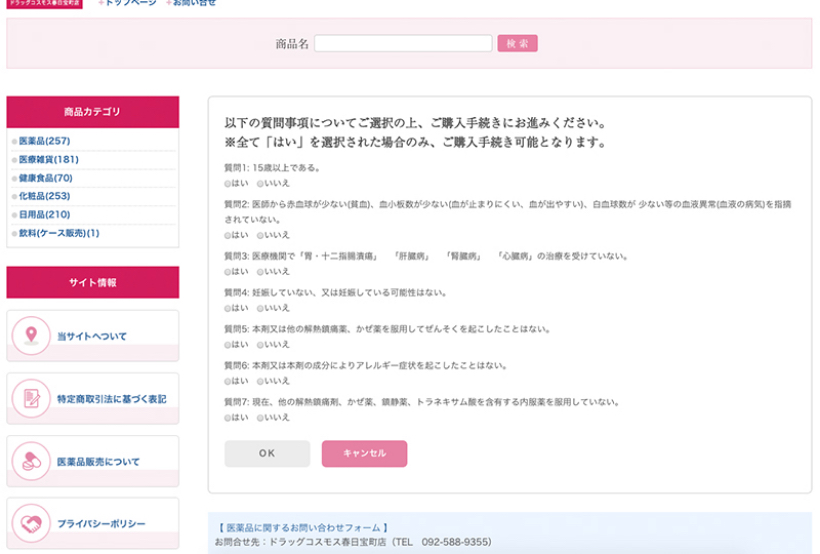 ドラッグコスモス春日宝町店
トップページ
お問い合せ
商品名
検 索
商品カテゴリ
医薬品(257)
医療雑貨(181)
健康食品(70)
化粧品(253)
日用品(210)
飲料(ケース販売)(1)
サイト情報
当サイトへついて
特定商取引法に基づく表記
医薬品販売について
プライバシーポリシー
以下の質問事項についてご選択の上、ご購入手続きにお進みください。
※全て「はい」を選択された場合のみ、ご購入手続き可能となります。
質問1: 15歳以上である。
はい いいえ
質問2: 医師から赤血球が少ない(貧血)、血小板数が少ない(血が止まりにくい、血が出やすい)、白血球数が 少ない等の血液異常(血液の病気)を指摘
されていない。
はい いいえ
質問3: 医療機関で「胃・十二指腸潰瘍」 「肝臓病」 「腎臓病」 「心臓病」の治療を受けていない。
はい いいえ
質問4: 妊娠していない、又は妊娠している可能性はない。
はい いいえ
質問5: 本剤又は他の解熱鎮痛薬、かぜ薬を服用してぜんそくを起こしたことはない。
はい いいえ
質問6: 本剤又は本剤の成分によりアレルギー症状を起こしたことはない。
はい いいえ
質問7: 現在、他の解熱鎮痛剤、かぜ薬、鎮静薬、トラネキサム酸を含有する内服薬を服用していない。
はい いいえ
OK
キャンセル
【 医薬品に関するお問い合わせフォーム 】
お問合せ先：ドラッグコスモス春日宝町店（TEL 092-588-9355）